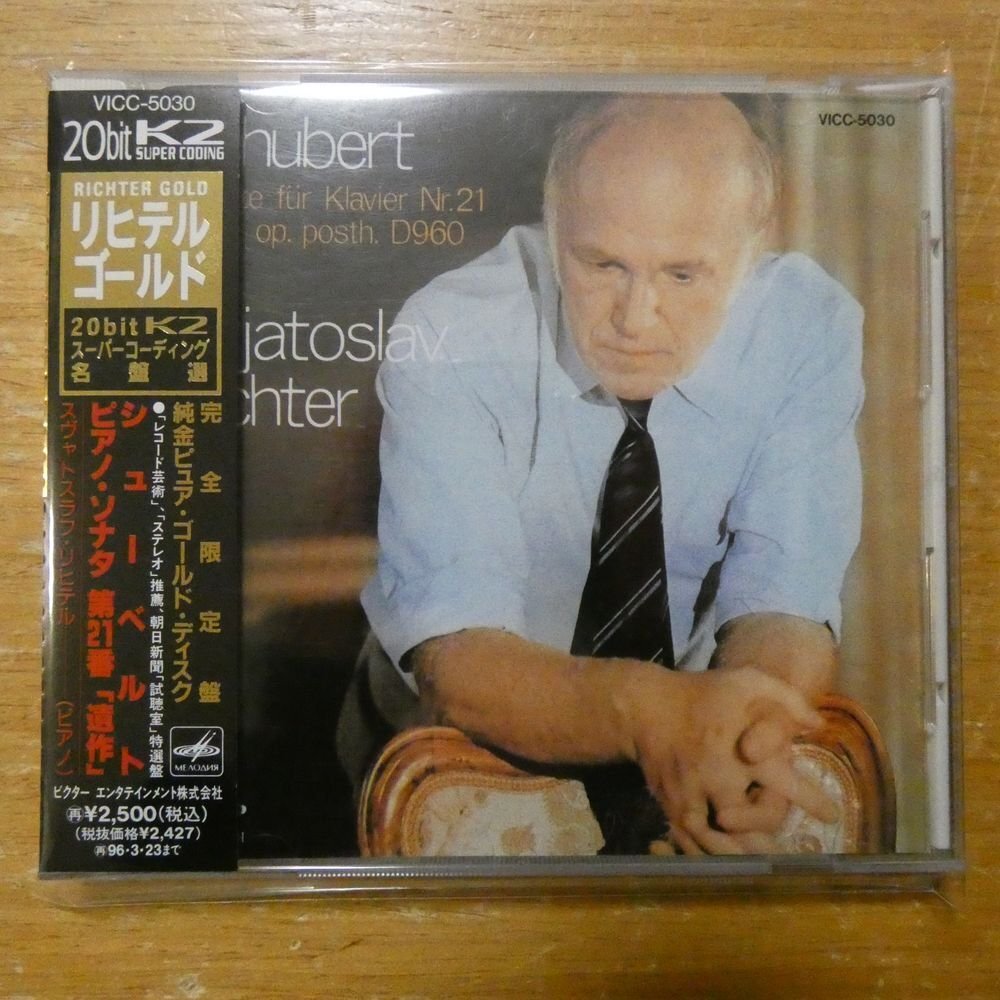 VICC-5030
20bit K2
SUPER CODING
RICHTER GOLD
リヒテル
ゴールド
20bit K2
スーパーコーディング
名盤選
完全限定盤
純金ピュア・ゴールド・ディスク
●「レコード芸術」、「ステレオ」推薦、朝日新聞「試聴室」特選盤
シューベルト
ピアノ・ソナタ 第21番「遺作」
スヴャトスラフ・リヒテル (ピアノ)
МЕЛОДИЯ
ビクター エンタテインメント株式会社
再¥2,500(税込)
(税抜価格¥2,427)
再96・3・23まで
hubert
te für Klavier Nr.21
op. posth. D960
jatoslav
chter
VICC-5030